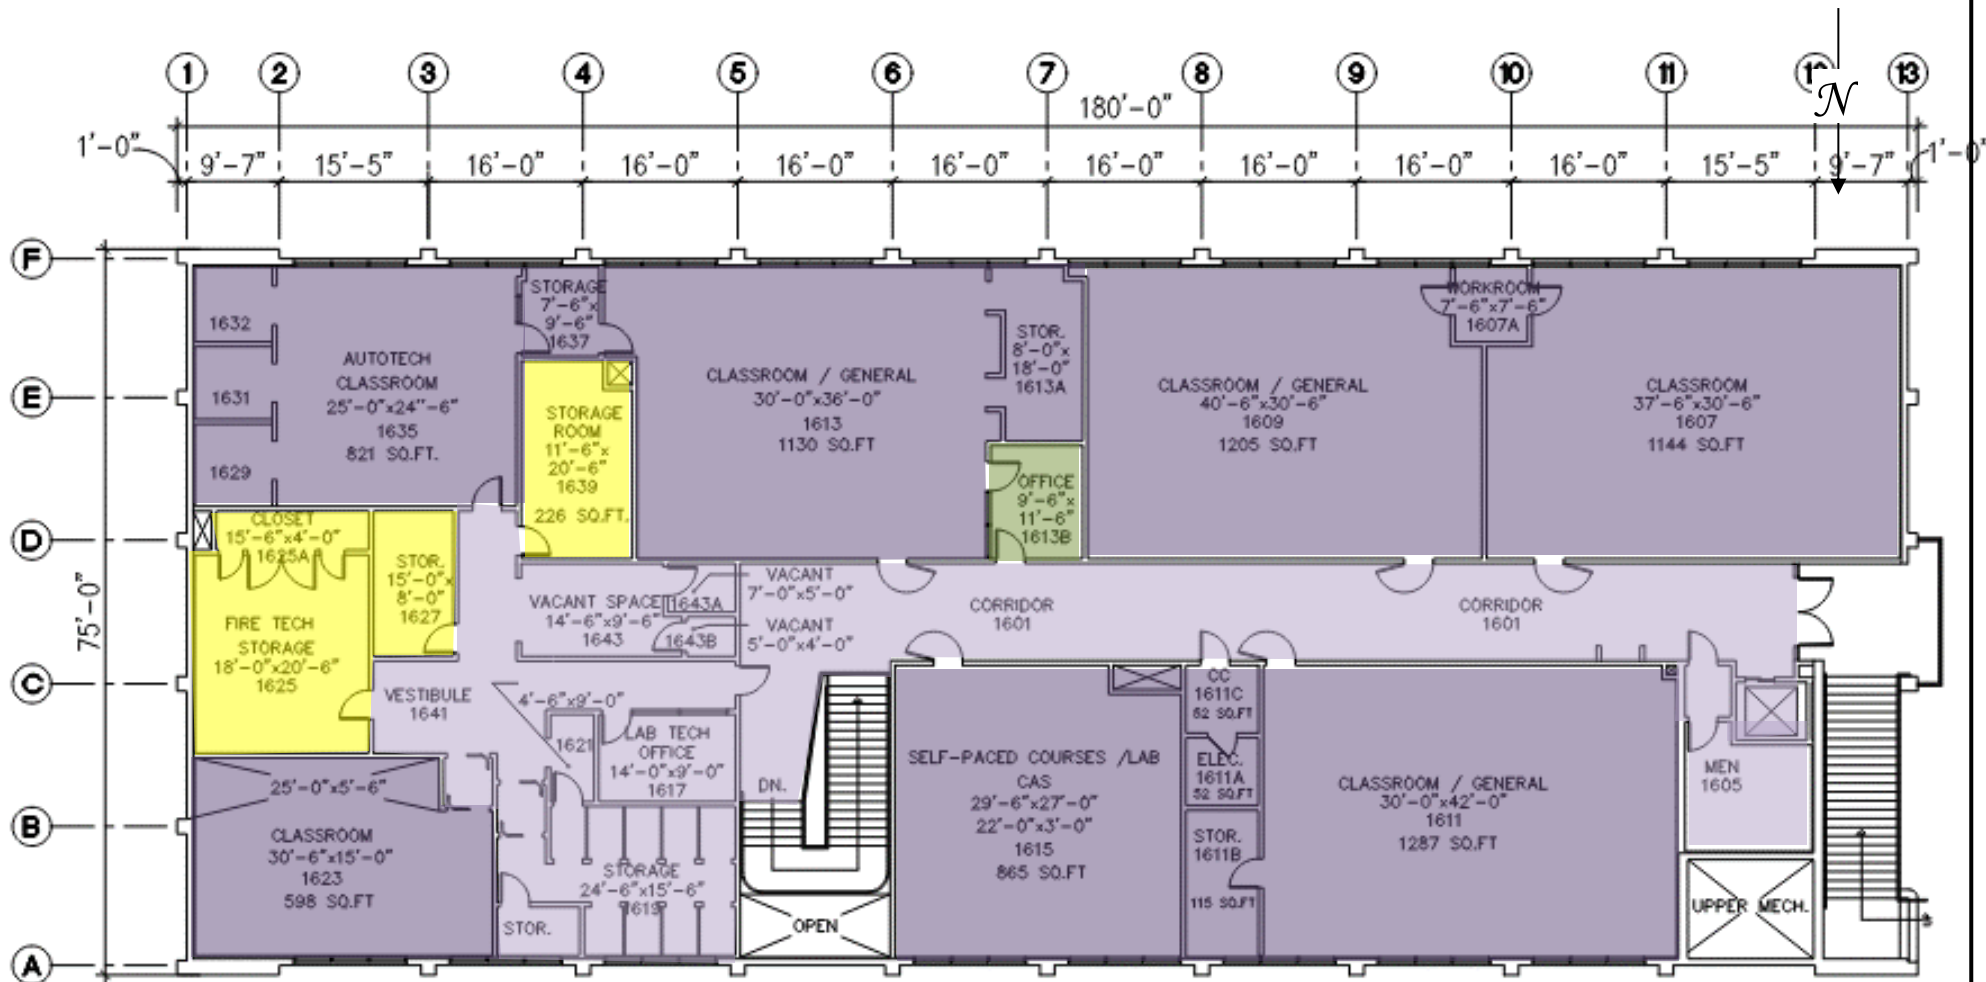 1 2 3 4 5 6 7 8 9 10 11 13
N
180'-0"
1'-0" 9'-7" 15'-5" 16'-0" 16'-0" 16'-0" 16'-0" 16'-0" 16'-0" 16'-0" 16'-0" 15'-5" 9'-7" 1'-0"
75'-0"
F
E
D
C
B
A
1632
1631
1629
AUTOTECH
CLASSROOM
25'-0"x24''-6"
1635
821 SQ.FT.
STORAGE
7'-6"x
9'-6"
1637
STORAGE
ROOM
11'-6"x
20'-6"
1639
226 SQ.FT.
CLASSROOM / GENERAL
30'-0"x36'-0"
1613
1130 SQ.FT
STOR.
8'-0"x
18'-0"
1613A
OFFICE
9'-6"x
11'-6"
1613B
CLASSROOM / GENERAL
40'-6"x30'-6"
1609
1205 SQ.FT
WORKROOM
7'-6"x7'-6"
1607A
CLASSROOM
37'-6"x30'-6"
1607
1144 SQ.FT
CLOSET
15'-6"x4'-0"
1625A
FIRE TECH
STORAGE
18'-0"x20'-6"
1625
STOR.
15'-0"x
8'-0"
1627
VACANT SPACE
14'-6"x9'-6"
1643
1643A
1643B
VACANT
7'-0"x5'-0"
VACANT
5'-0"x4'-0"
CORRIDOR
1601
CORRIDOR
1601
VESTIBULE
1641
4'-6"x9'-0"
1621
LAB TECH
OFFICE
14'-0"x9'-0"
1617
DN.
25'-0"x5'-6"
CLASSROOM
30'-6"x15'-0"
1623
598 SQ.FT
STORAGE
24'-6"x15'-6"
1619
STOR.
OPEN
SELF-PACED COURSES /LAB
CAS
29'-6"x27'-0"
22'-0"x3'-0"
1615
865 SQ.FT
CC
1611C
52 SQ.FT
ELEC.
1611A
52 SQ.FT
STOR.
1611B
115 SQ.FT
CLASSROOM / GENERAL
30'-0"x42'-0"
1611
1287 SQ.FT
MEN
1605
UPPER MECH.